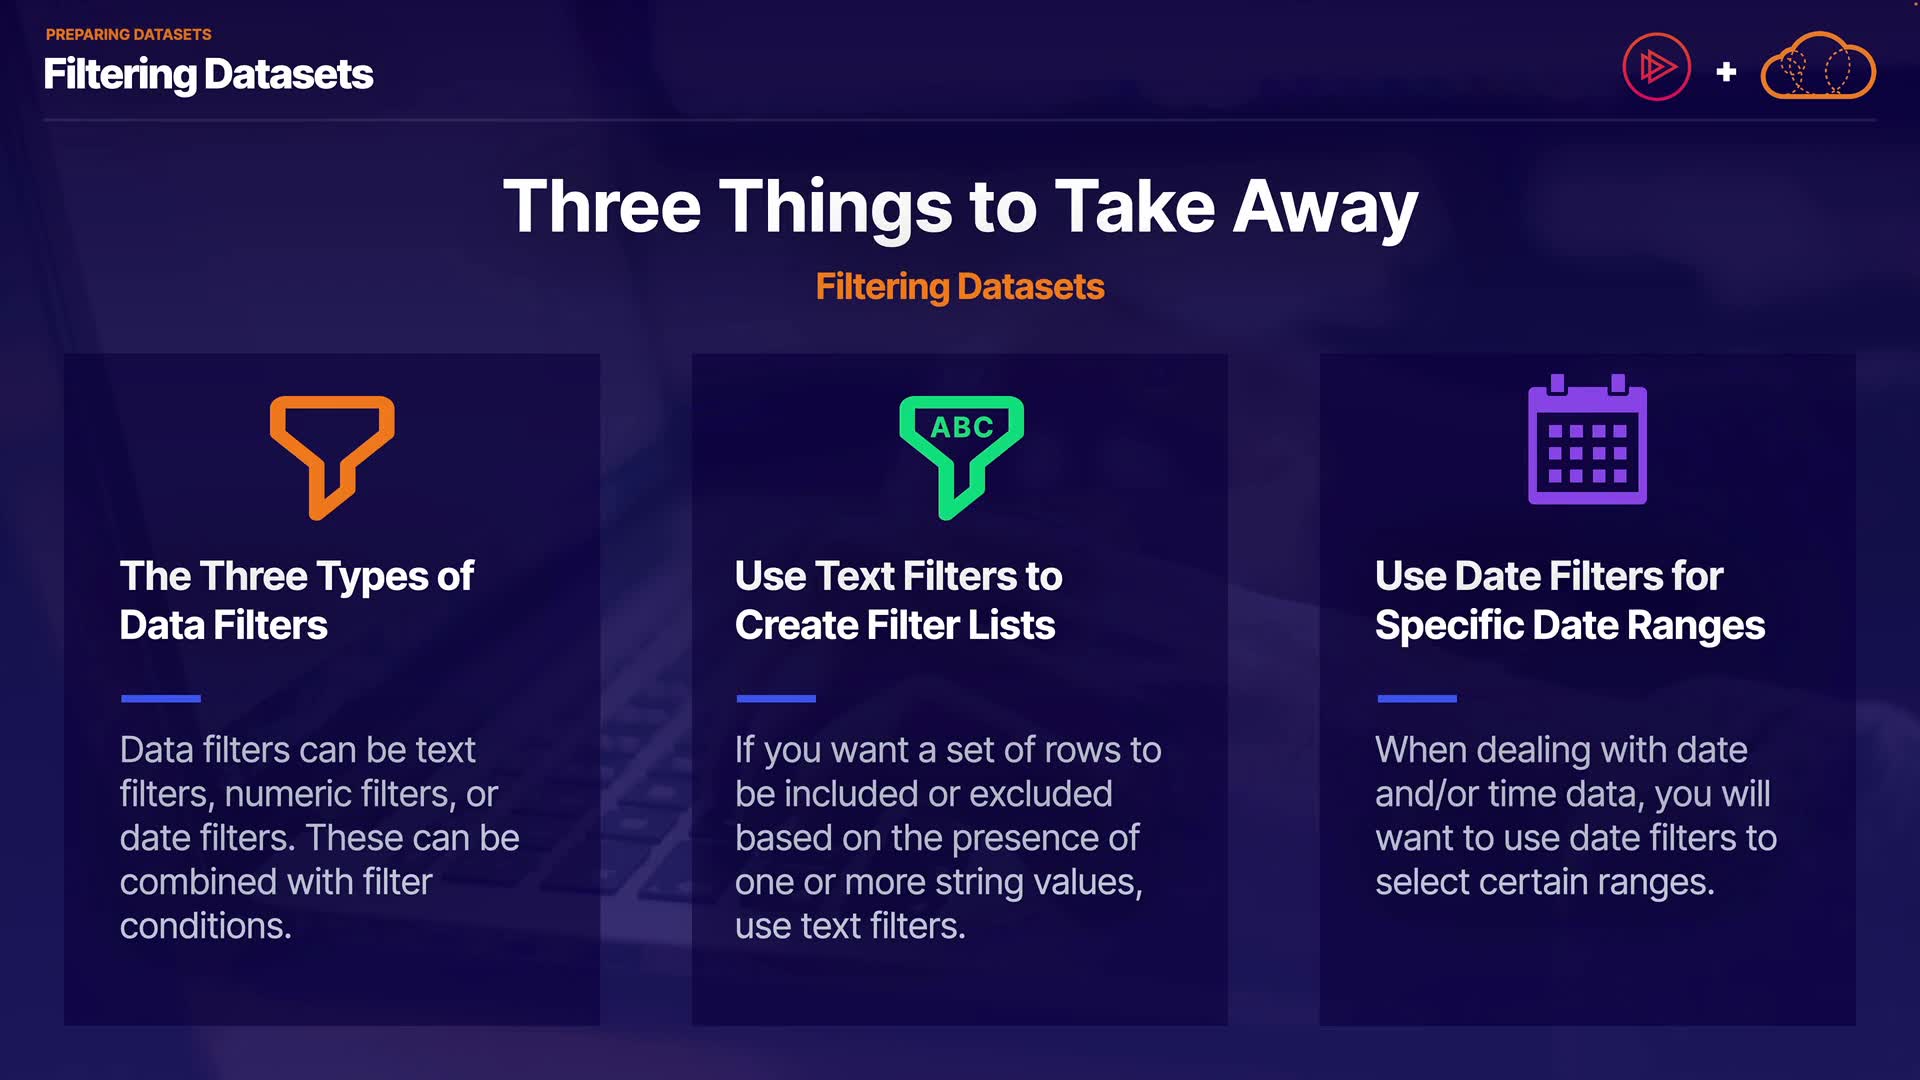 PREPARING DATASETS
Filtering Datasets
+
Three Things to Take Away
Filtering Datasets
The Three Types of
Data Filters
Data filters can be text
filters, numeric filters, or
date filters. These can be
combined with filter
conditions.
ABC
Use Text Filters to
Create Filter Lists
If you want a set of rows to
be included or excluded
based on the presence of
one or more string values,
use text filters.
Use Date Filters for
Specific Date Ranges
When dealing with date
and/or time data, you will
want to use date filters to
select certain ranges.